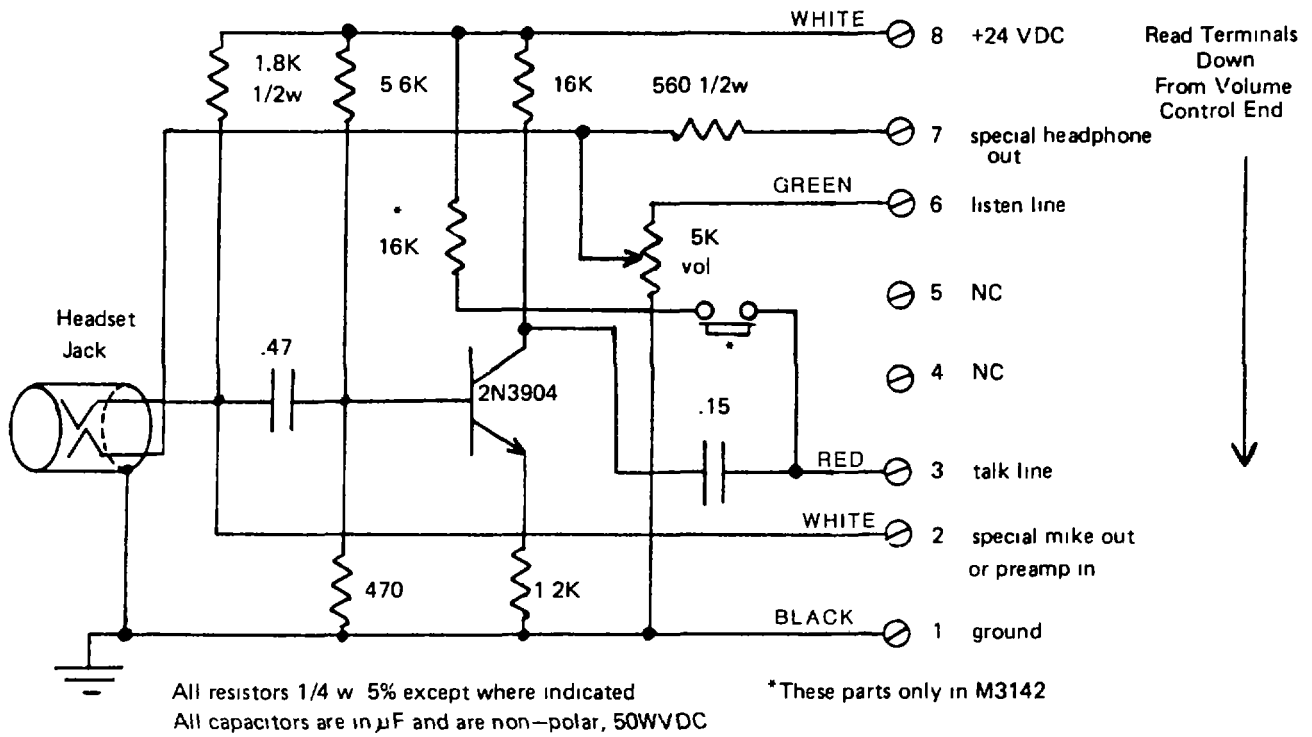 WHITE
8 +24 VDC
Read Terminals
Down
From Volume
Control End
1.8K
1/2w
5 6K
16K
560 1/2w
7 special headphone
out
GREEN
6 listen line
*
16K
5K
vol
5 NC
Headset
Jack
*
.47
4 NC
2N3904
.15
RED
3 talk line
WHITE
2 special mike out
or preamp in
470
1 2K
BLACK
1 ground
All resistors 1/4 w 5% except where indicated
*These parts only in M3142
All capacitors are in μF and are non-polar, 50WVDC